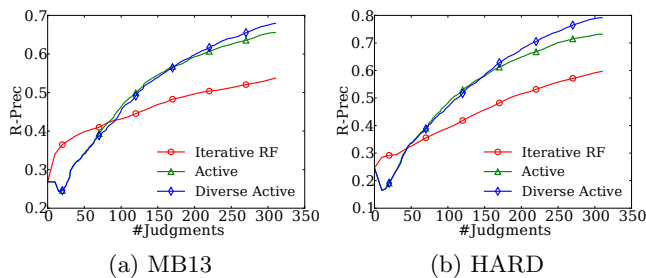 0.7
0.6
0.5
0.4
0.3
0.2
R-Prec
0 50 100 150 200 250 300 350
#Judgments
Iterative RF
Active
Diverse Active
(a) MB13
0.8
0.7
0.6
0.5
0.4
0.3
0.2
0.1
R-Prec
0 50 100 150 200 250 300 350
#Judgments
Iterative RF
Active
Diverse Active
(b) HARD